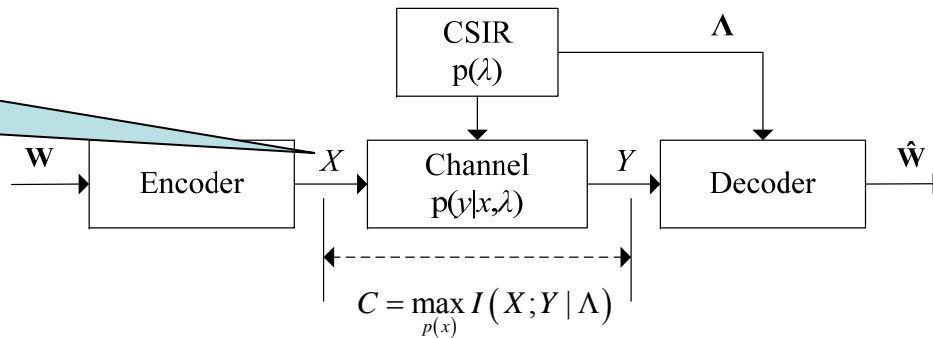 CSIR
p(λ)
Λ
W
Encoder
X
Channel
p(y|x,λ)
Y
Decoder
Ŵ
C = max I(X;Y|Λ)
p(x)